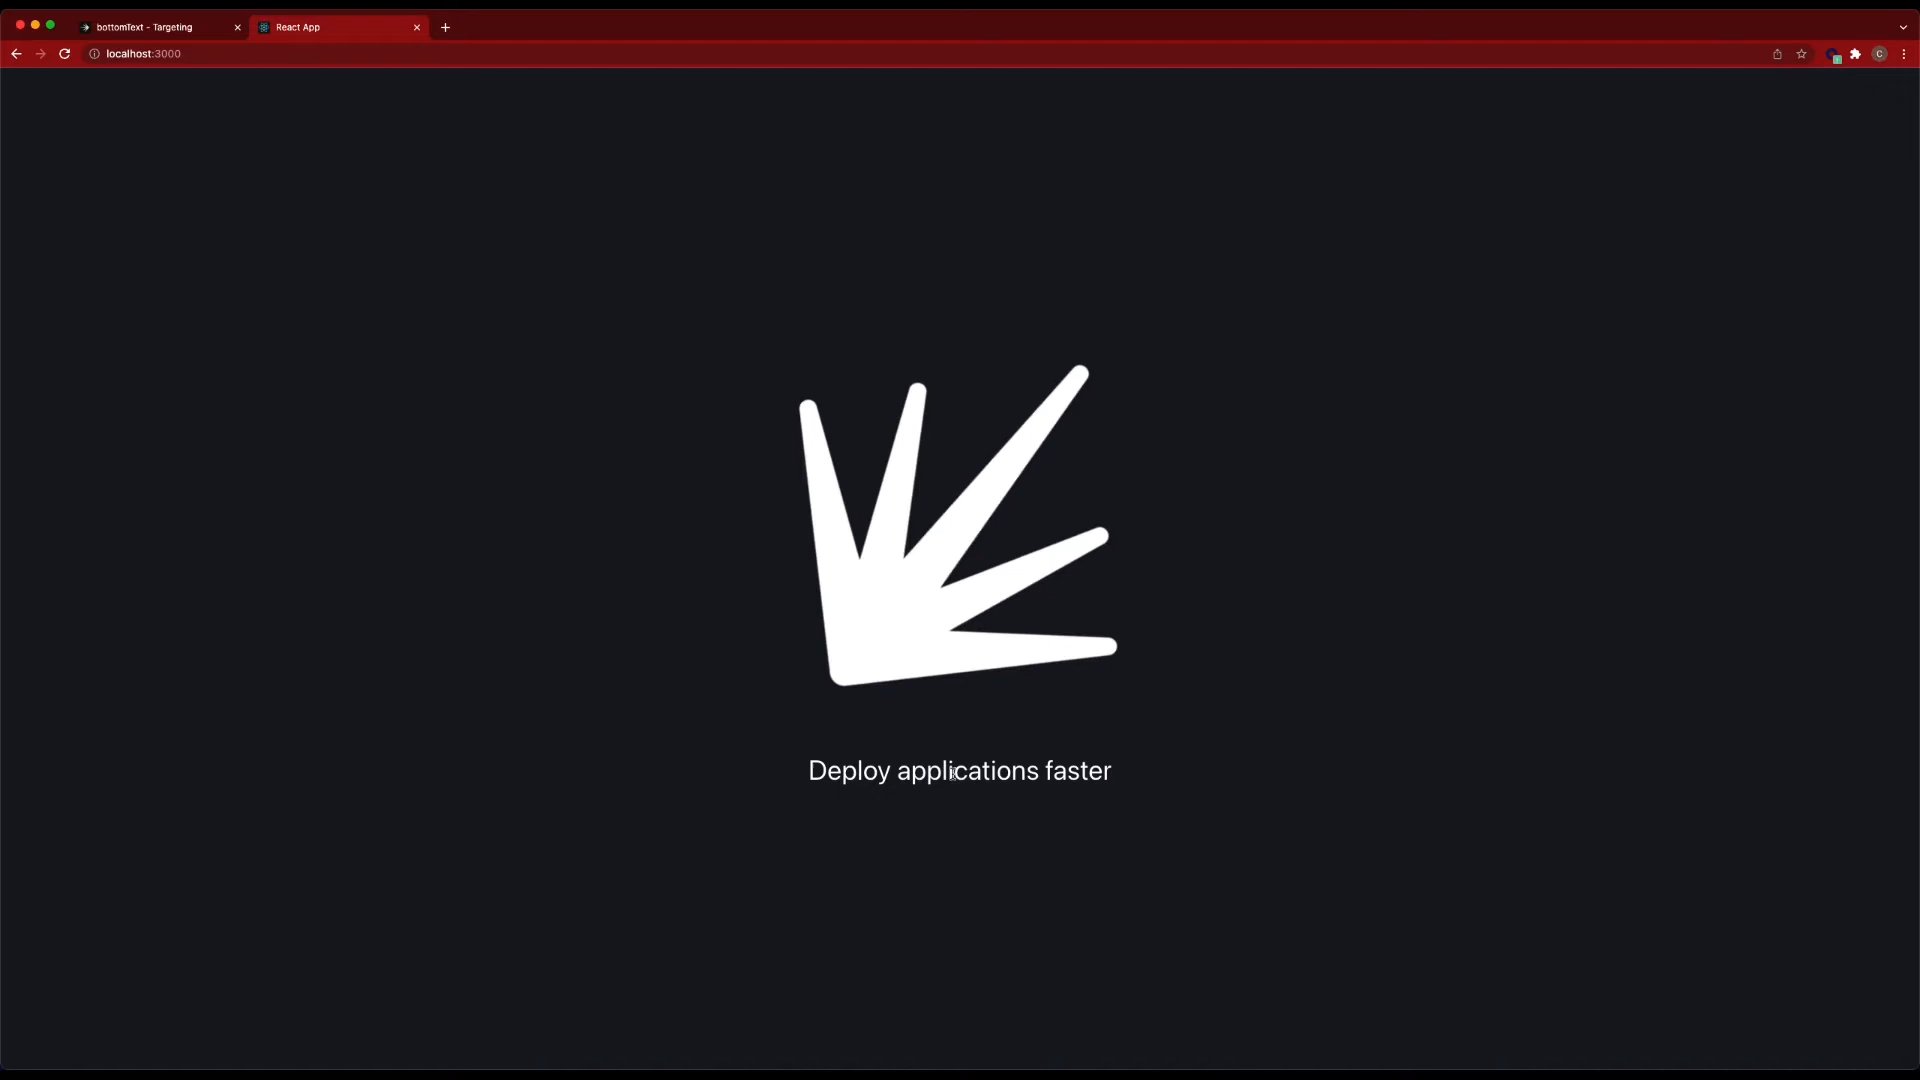 bottomText - Targeting
React App
localhost:3000
C
Deploy applications faster